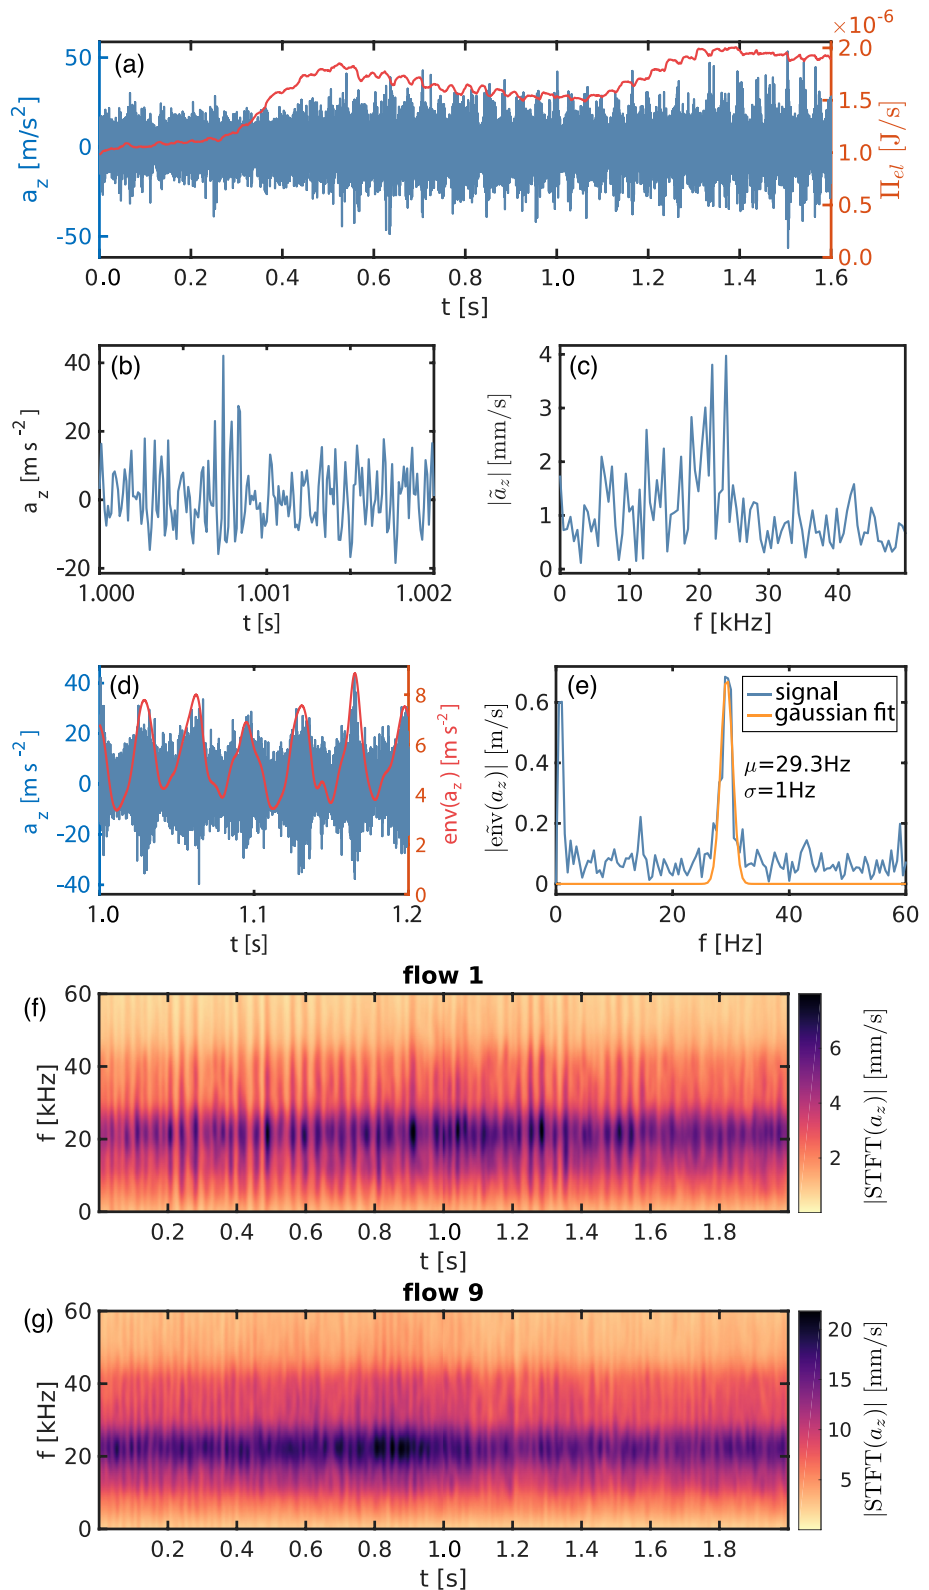 ×10⁻⁶
(a)
a_z [m/s²]
50
0
-50
2.0
1.5
1.0
0.5
0.0
Π_el [J/s]
0.0 0.2 0.4 0.6 0.8 1.0 1.2 1.4 1.6
t [s]
(b)
a_z [m s⁻²]
40
20
0
-20
1.000 1.001 1.002
t [s]
(c)
|ã_z| [mm/s]
4
3
2
1
0
0 10 20 30 40
f [kHz]
(d)
a_z [m s⁻²]
40
20
0
-20
-40
8
6
4
2
0
env(a_z) [m s⁻²]
1.0 1.1 1.2
t [s]
(e)
|eñv(a_z)| [m/s]
0.6
0.4
0.2
0
signal
gaussian fit
μ=29.3Hz
σ=1Hz
0 20 40 60
f [Hz]
flow 1
(f)
f [kHz]
60
40
20
0
0.2 0.4 0.6 0.8 1.0 1.2 1.4 1.6 1.8
t [s]
6
4
2
|STFT(a_z)| [mm/s]
flow 9
(g)
f [kHz]
60
40
20
0
0.2 0.4 0.6 0.8 1.0 1.2 1.4 1.6 1.8
t [s]
20
15
10
5
|STFT(a_z)| [mm/s]